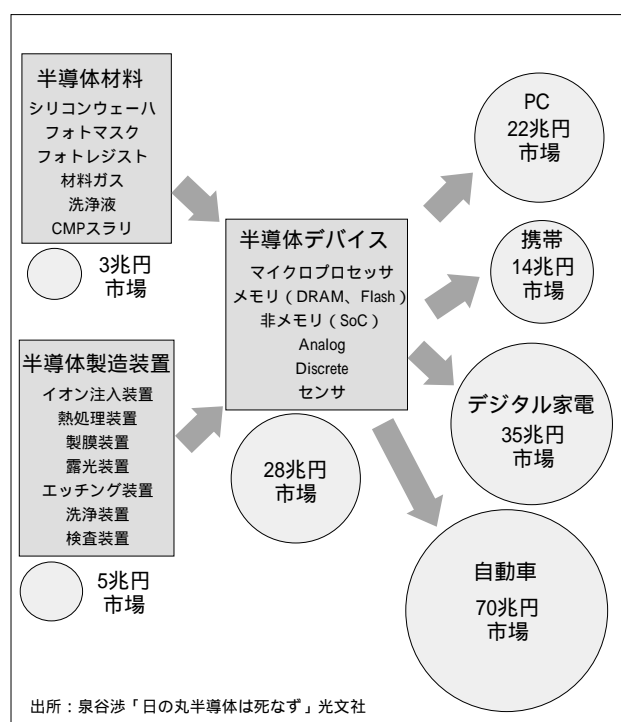 半導体材料
シリコンウェーハ
フォトマスク
フォトレジスト
材料ガス
洗浄液
CMPスラリ
3兆円
市場
半導体製造装置
イオン注入装置
熱処理装置
製膜装置
露光装置
エッチング装置
洗浄装置
検査装置
5兆円
市場
半導体デバイス
マイクロプロセッサ
メモリ（DRAM、Flash）
非メモリ（SoC）
Analog
Discrete
センサ
28兆円
市場
PC
22兆円
市場
携帯
14兆円
市場
デジタル家電
35兆円
市場
自動車
70兆円
市場
出所：泉谷渉「日の丸半導体は死なず」光文社